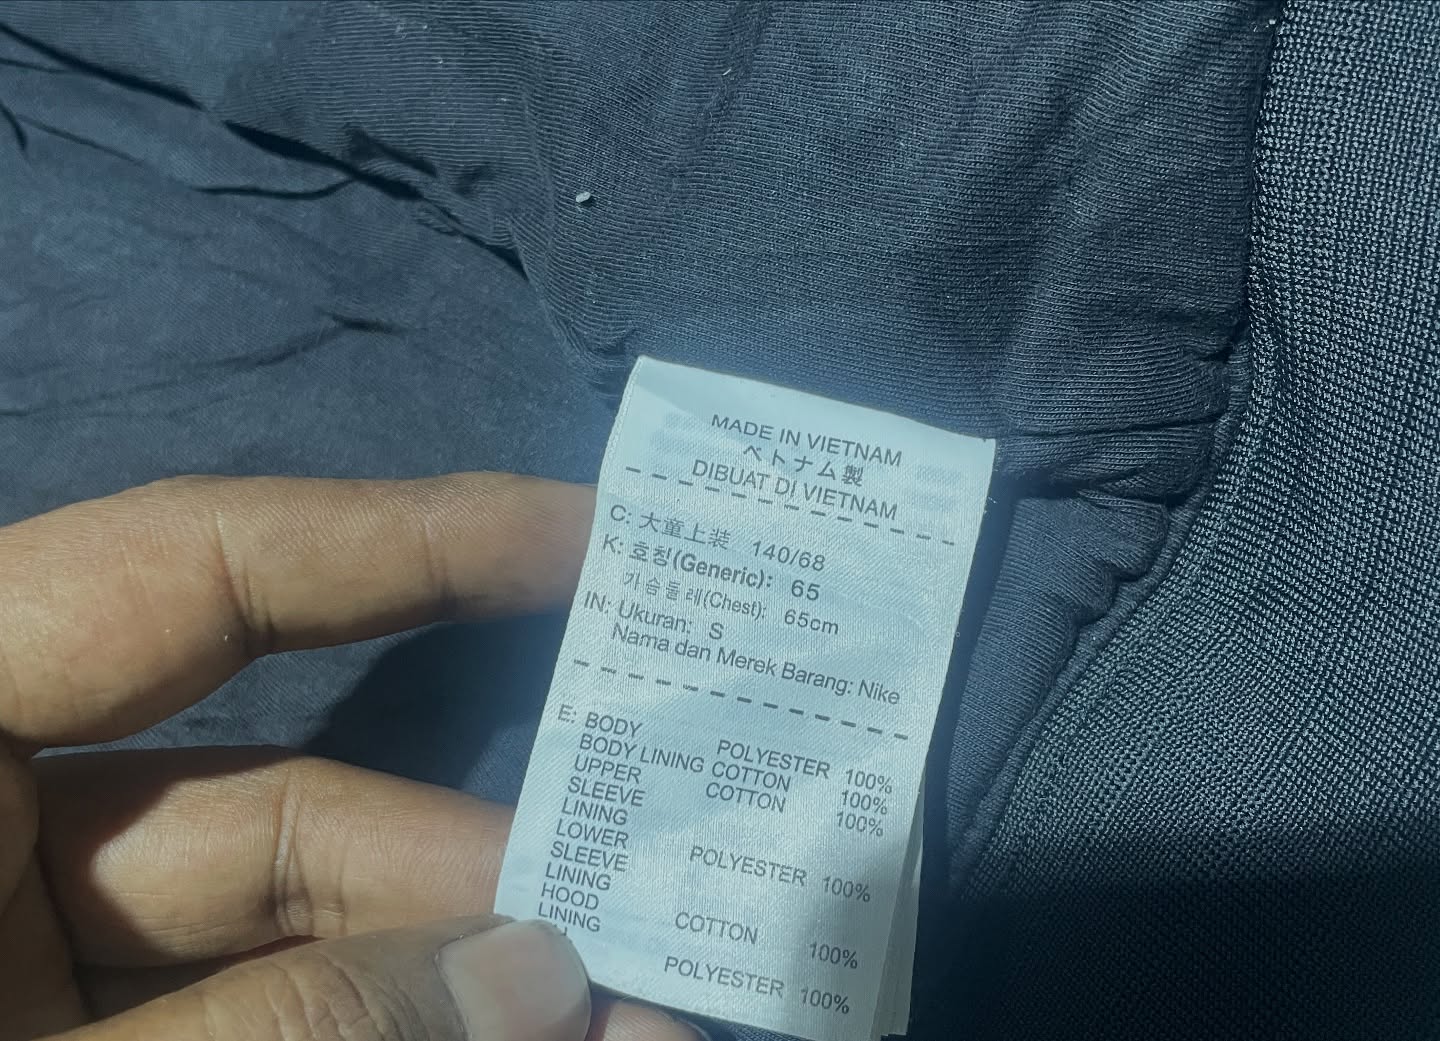 MADE IN VIETNAM
ベトナム製
DIBUAT DI VIETNAM
C: 大童上装 140/68
K: 호칭(Generic): 65
가슴둘레(Chest): 65cm
IN: Ukuran: S
Nama dan Merek Barang: Nike
E: BODY POLYESTER 100%
BODY LINING COTTON 100%
UPPER COTTON 100%
SLEEVE
LINING
LOWER POLYESTER 100%
SLEEVE
LINING
HOOD COTTON 100%
LINING
POLYESTER 100%